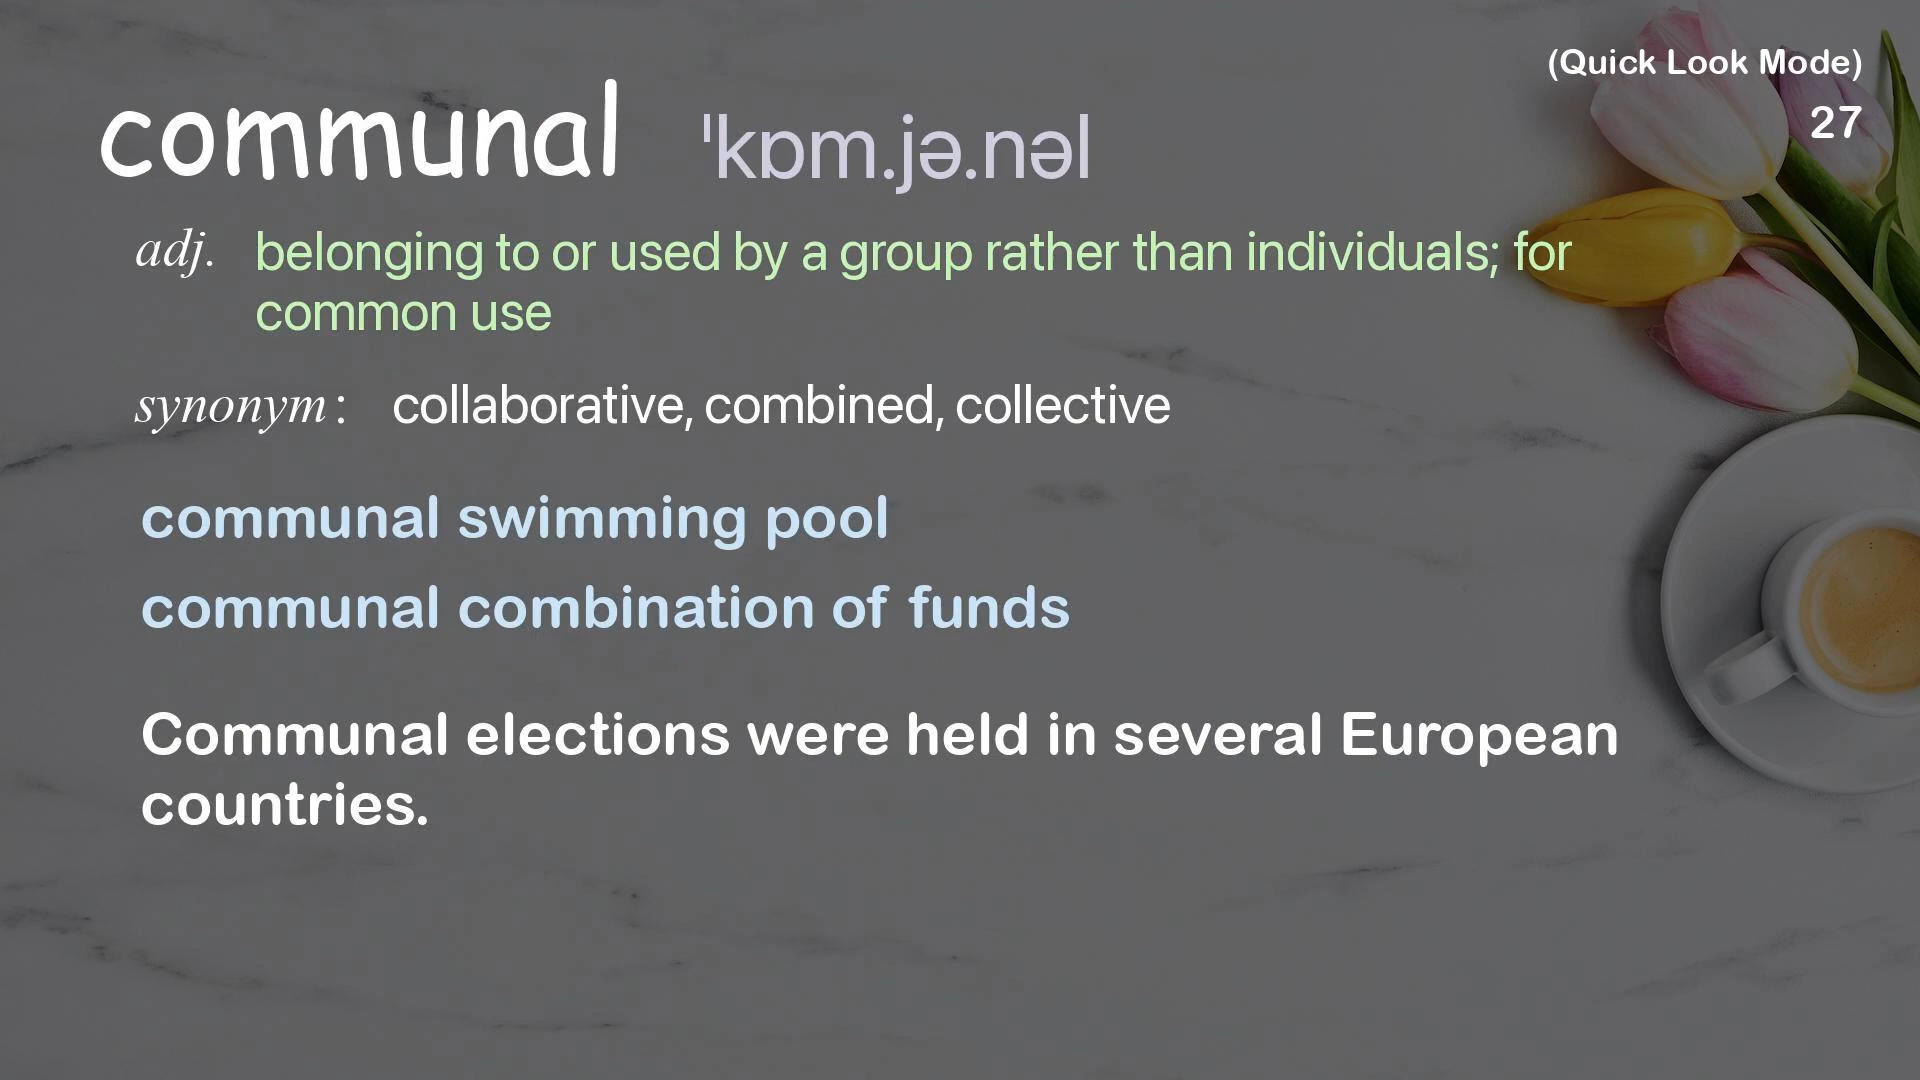 (Quick Look Mode)
27
communal ˈkɒm.jə.nəl
adj. belonging to or used by a group rather than individuals; for
common use
synonym : collaborative, combined, collective
communal swimming pool
communal combination of funds
Communal elections were held in several European
countries.